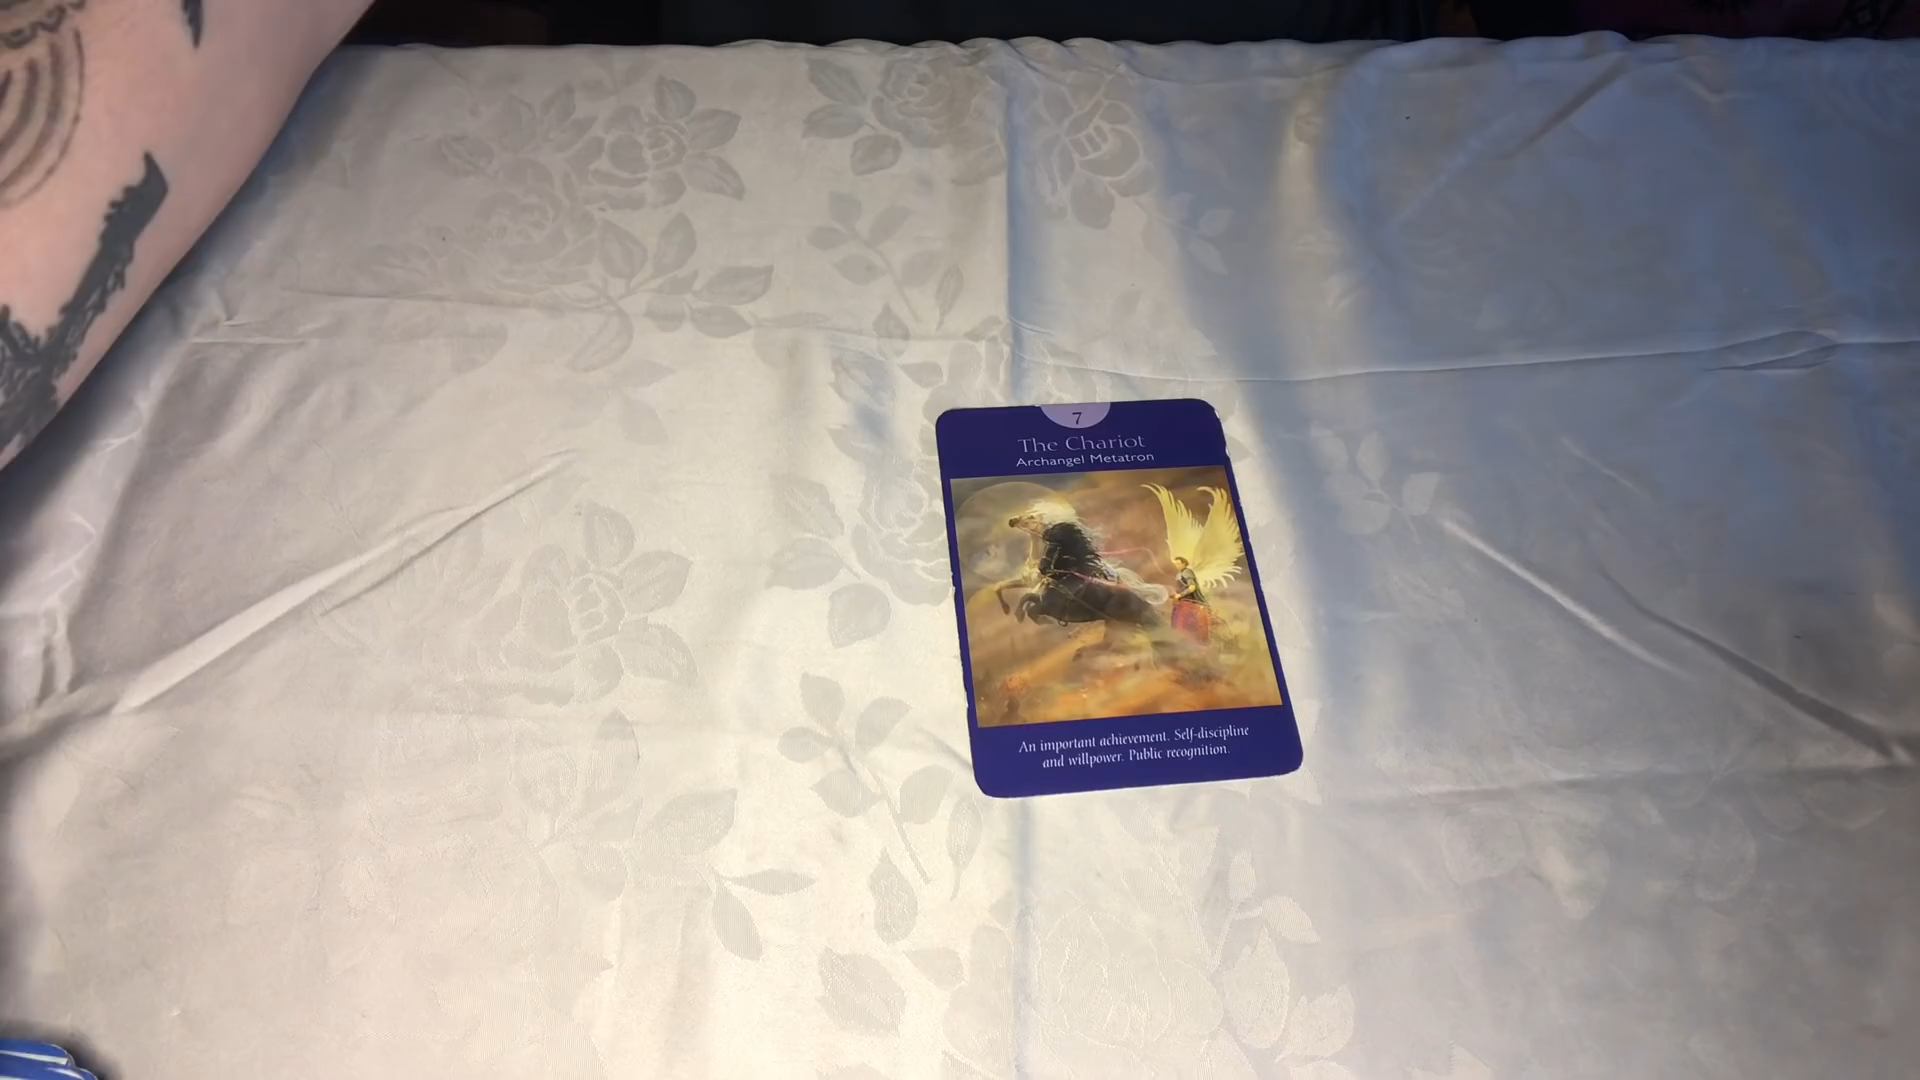 7
The Chariot
Archangel Metatron
An important achievement. Self-discipline
and willpower. Public recognition.